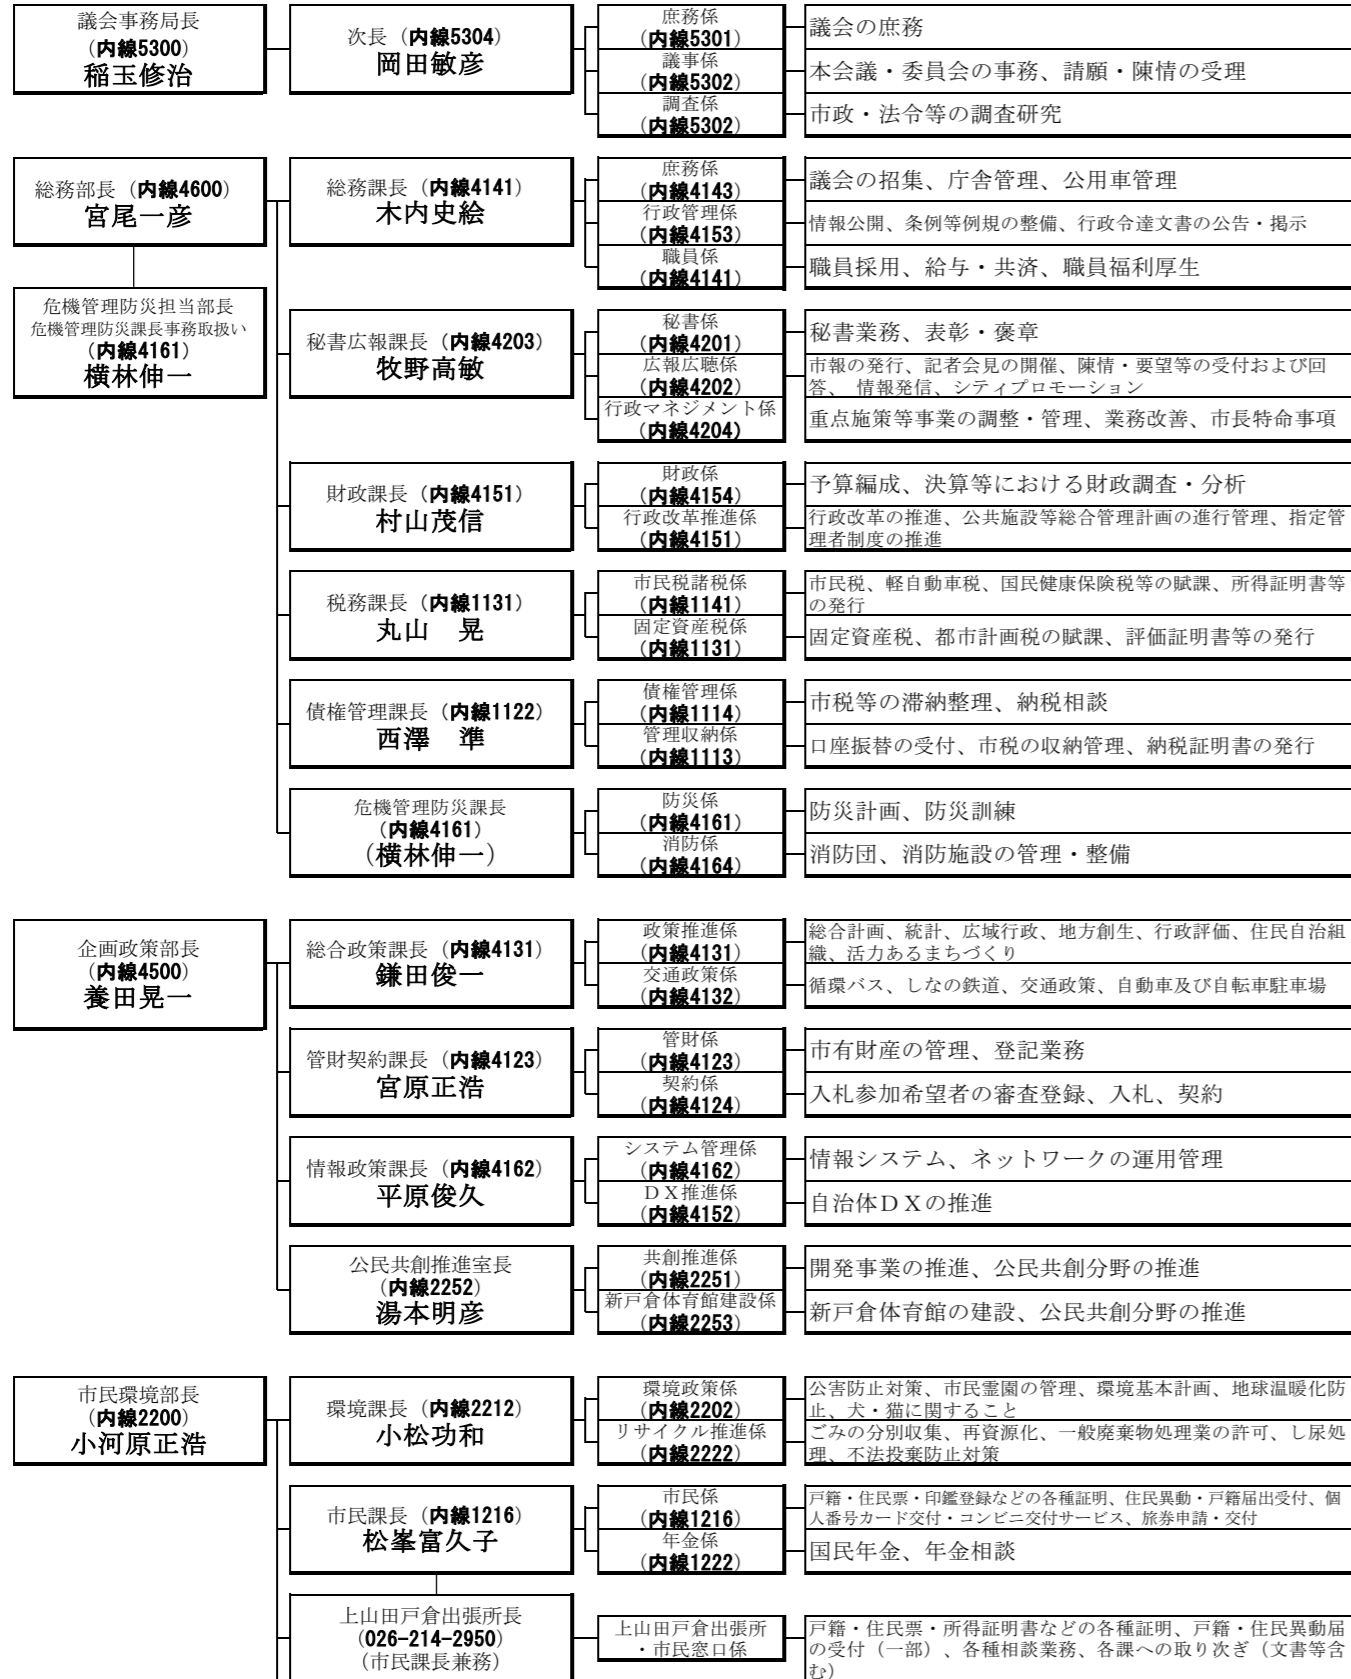 議会事務局長
（内線5300）
稲玉修治
次長（内線5304）
岡田敏彦
庶務係
（内線5301）
議会の庶務
議事係
（内線5302）
本会議・委員会の事務、請願・陳情の受理
調査係
（内線5302）
市政・法令等の調査研究
総務部長（内線4600）
宮尾一彦
危機管理防災担当部長
危機管理防災課長事務取扱い
（内線4161）
横林伸一
総務課長（内線4141）
木内史絵
庶務係
（内線4143）
議会の招集、庁舎管理、公用車管理
行政管理係
（内線4153）
情報公開、条例等例規の整備、行政令達文書の公告・掲示
職員係
（内線4141）
職員採用、給与・共済、職員福利厚生
秘書広報課長（内線4203）
牧野高敏
秘書係
（内線4201）
秘書業務、表彰・褒章
広報広聴係
（内線4202）
市報の発行、記者会見の開催、陳情・要望等の受付および回
答、 情報発信、シティプロモーション
行政マネジメント係
（内線4204）
重点施策等事業の調整・管理、業務改善、市長特命事項
財政課長（内線4151）
村山茂信
財政係
（内線4154）
予算編成、決算等における財政調査・分析
行政改革推進係
（内線4151）
行政改革の推進、公共施設等総合管理計画の進行管理、指定管
理者制度の推進
税務課長（内線1131）
丸山　晃
市民税諸税係
（内線1141）
市民税、軽自動車税、国民健康保険税等の賦課、所得証明書等
の発行
固定資産税係
（内線1131）
固定資産税、都市計画税の賦課、評価証明書等の発行
債権管理課長（内線1122）
西澤　準
債権管理係
（内線1114）
市税等の滞納整理、納税相談
管理収納係
（内線1113）
口座振替の受付、市税の収納管理、納税証明書の発行
危機管理防災課長
（内線4161）
（横林伸一）
防災係
（内線4161）
防災計画、防災訓練
消防係
（内線4164）
消防団、消防施設の管理・整備
企画政策部長
（内線4500）
養田晃一
総合政策課長（内線4131）
鎌田俊一
政策推進係
（内線4131）
総合計画、統計、広域行政、地方創生、行政評価、住民自治組
織、活力あるまちづくり
交通政策係
（内線4132）
循環バス、しなの鉄道、交通政策、自動車及び自転車駐車場
管財契約課長（内線4123）
宮原正浩
管財係
（内線4123）
市有財産の管理、登記業務
契約係
（内線4124）
入札参加希望者の審査登録、入札、契約
情報政策課長（内線4162）
平原俊久
システム管理係
（内線4162）
情報システム、ネットワークの運用管理
ＤＸ推進係
（内線4152）
自治体ＤＸの推進
公民共創推進室長
（内線2252）
湯本明彦
共創推進係
（内線2251）
開発事業の推進、公民共創分野の推進
新戸倉体育館建設係
（内線2253）
新戸倉体育館の建設、公民共創分野の推進
市民環境部長
（内線2200）
小河原正浩
環境課長（内線2212）
小松功和
環境政策係
（内線2202）
公害防止対策、市民霊園の管理、環境基本計画、地球温暖化防
止、犬・猫に関すること
リサイクル推進係
（内線2222）
ごみの分別収集、再資源化、一般廃棄物処理業の許可、し尿処
理、不法投棄防止対策
市民課長（内線1216）
松峯富久子
市民係
（内線1216）
戸籍・住民票・印鑑登録などの各種証明、住民異動・戸籍届出受付、個
人番号カード交付・コンビニ交付サービス、旅券申請・交付
年金係
（内線1222）
国民年金、年金相談
上山田戸倉出張所長
（026-214-2950）
（市民課長兼務）
上山田戸倉出張所
・市民窓口係
戸籍・住民票・所得証明書などの各種証明、戸籍・住民異動届
の受付（一部）、各種相談業務、各課への取り次ぎ（文書等含
む）